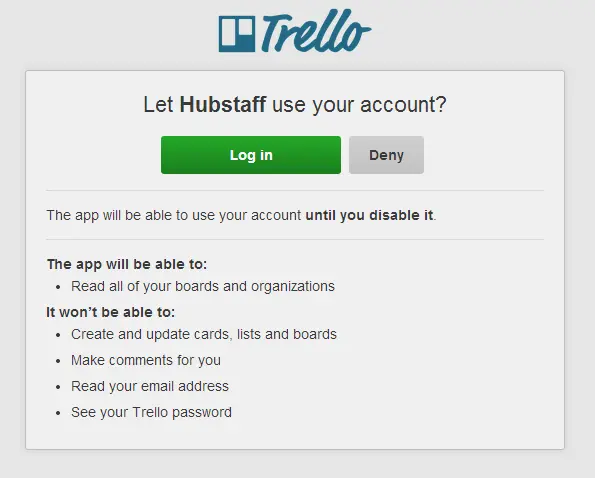 Trello
Let Hubstaff use your account?
Log in
Deny
The app will be able to use your account until you disable it.
The app will be able to:
• Read all of your boards and organizations
It won’t be able to:
• Create and update cards, lists and boards
• Make comments for you
• Read your email address
• See your Trello password